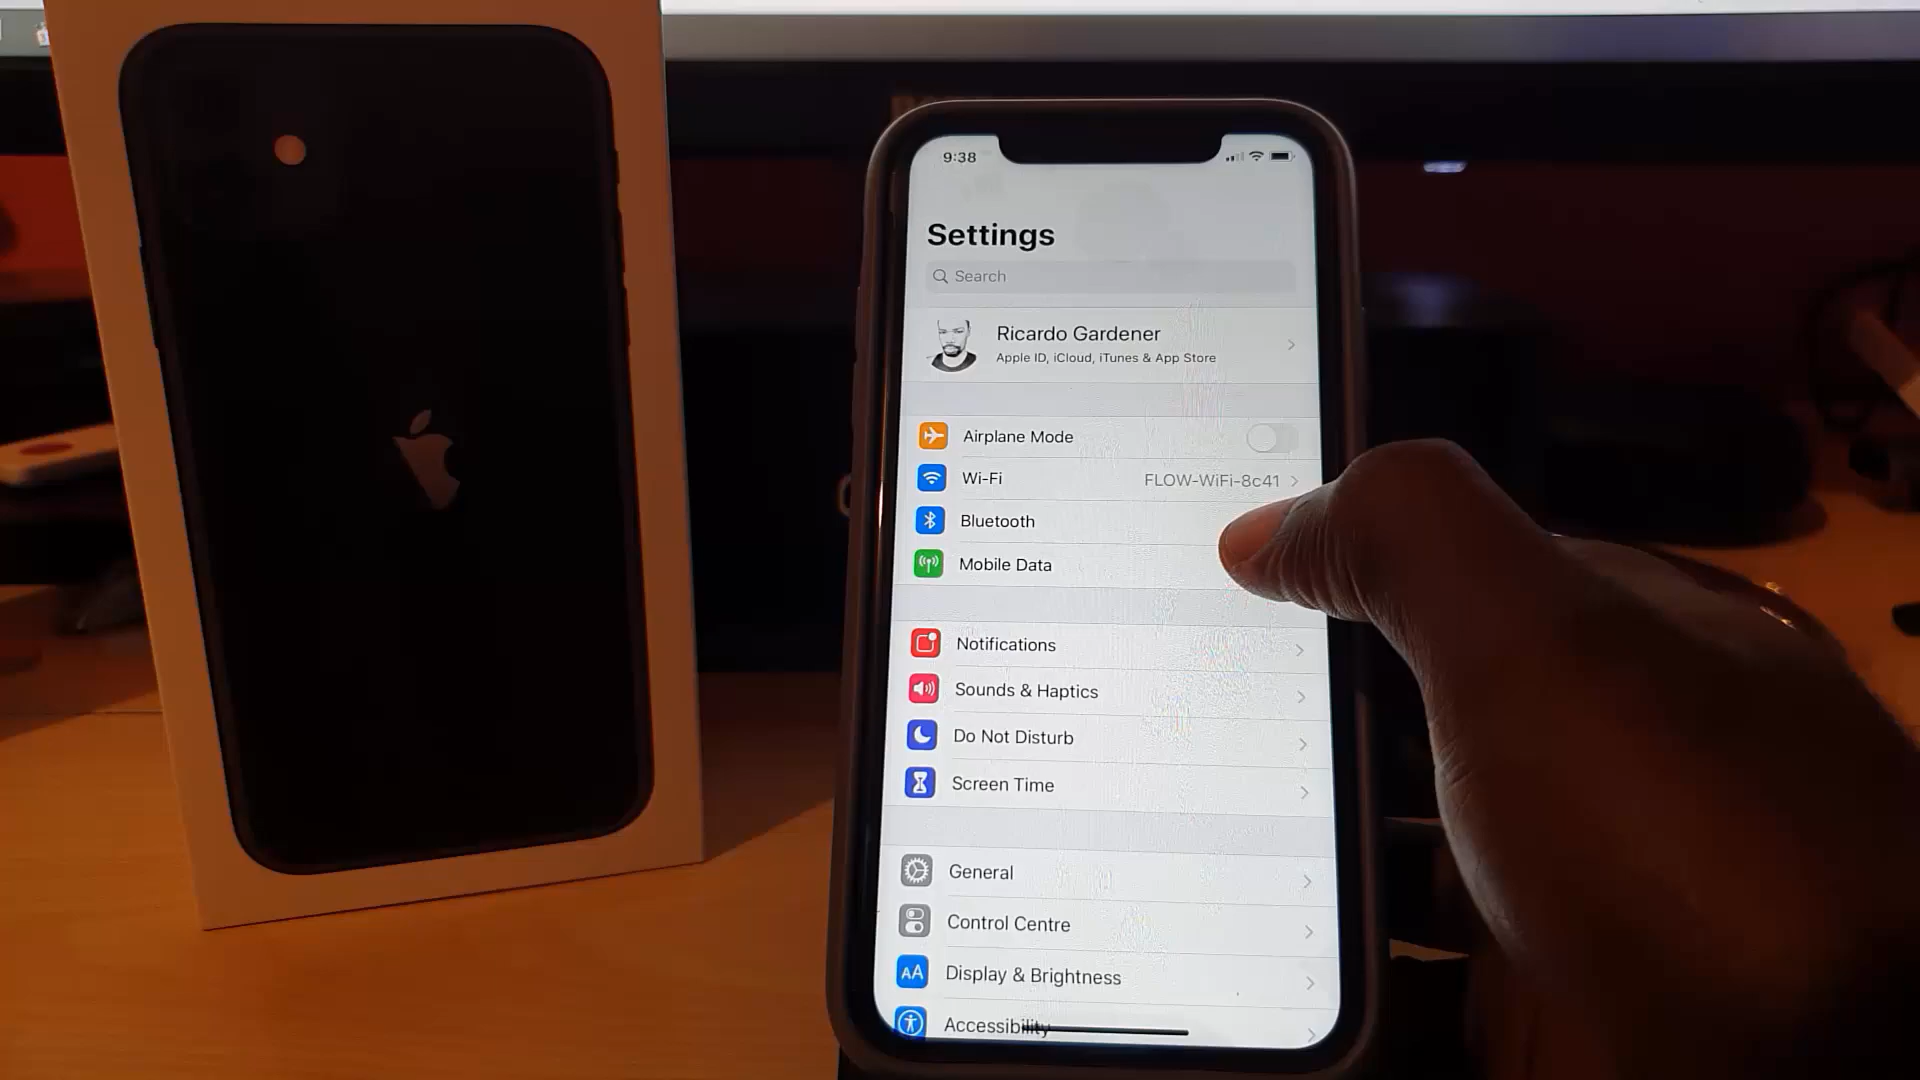 9:38
Settings
Search
Ricardo Gardener
Apple ID, iCloud, iTunes & App Store
Airplane Mode
Wi-Fi FLOW-WiFi-8c41
Bluetooth
Mobile Data
Notifications
Sounds & Haptics
Do Not Disturb
Screen Time
General
Control Centre
AA Display & Brightness
Accessibility